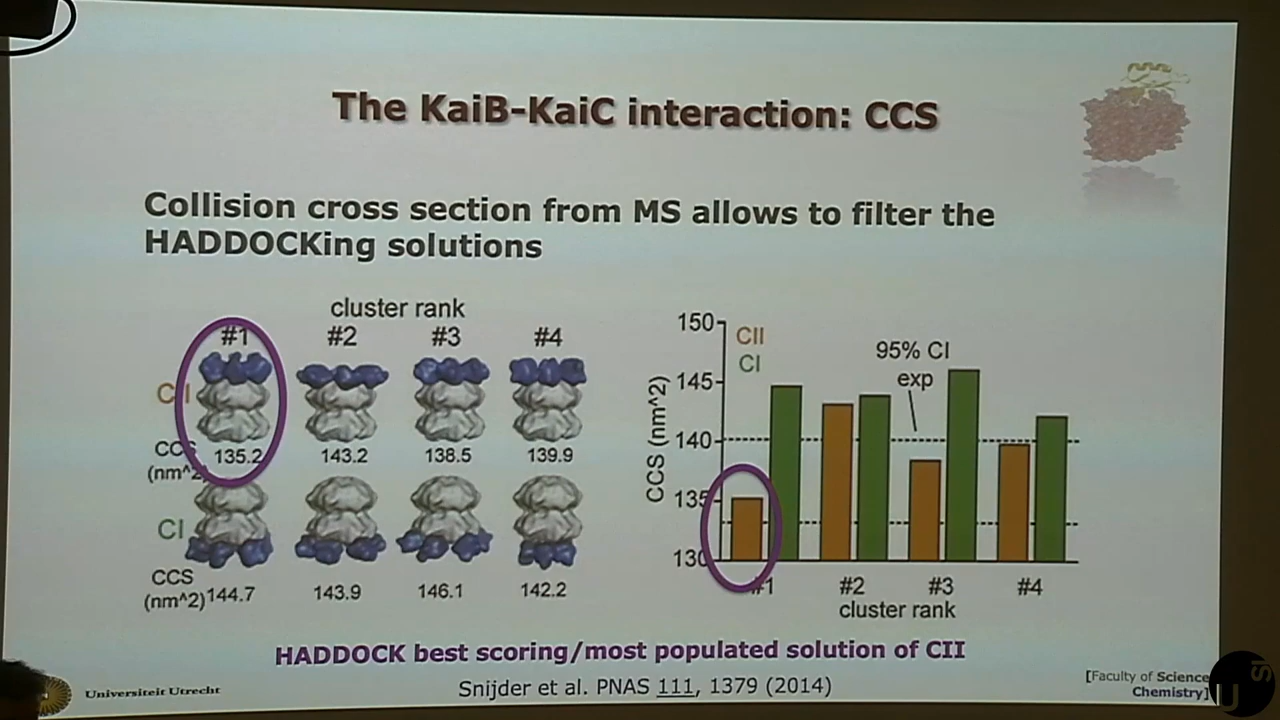 The KaiB-KaiC interaction: CCS
Collision cross section from MS allows to filter the
HADDOCKing solutions
cluster rank
#1 #2 #3 #4
CII
CCS
(nm^2) 135.2 143.2 138.5 139.9
CI
CCS
(nm^2) 144.7 143.9 146.1 142.2
150
145
140
135
130
CCS (nm^2)
CII
CI
95% CI
exp
#1 #2 #3 #4
cluster rank
HADDOCK best scoring/most populated solution of CII
Snijder et al. PNAS 111, 1379 (2014)
Universiteit Utrecht
[Faculty of Science
Chemistry]
U
SI